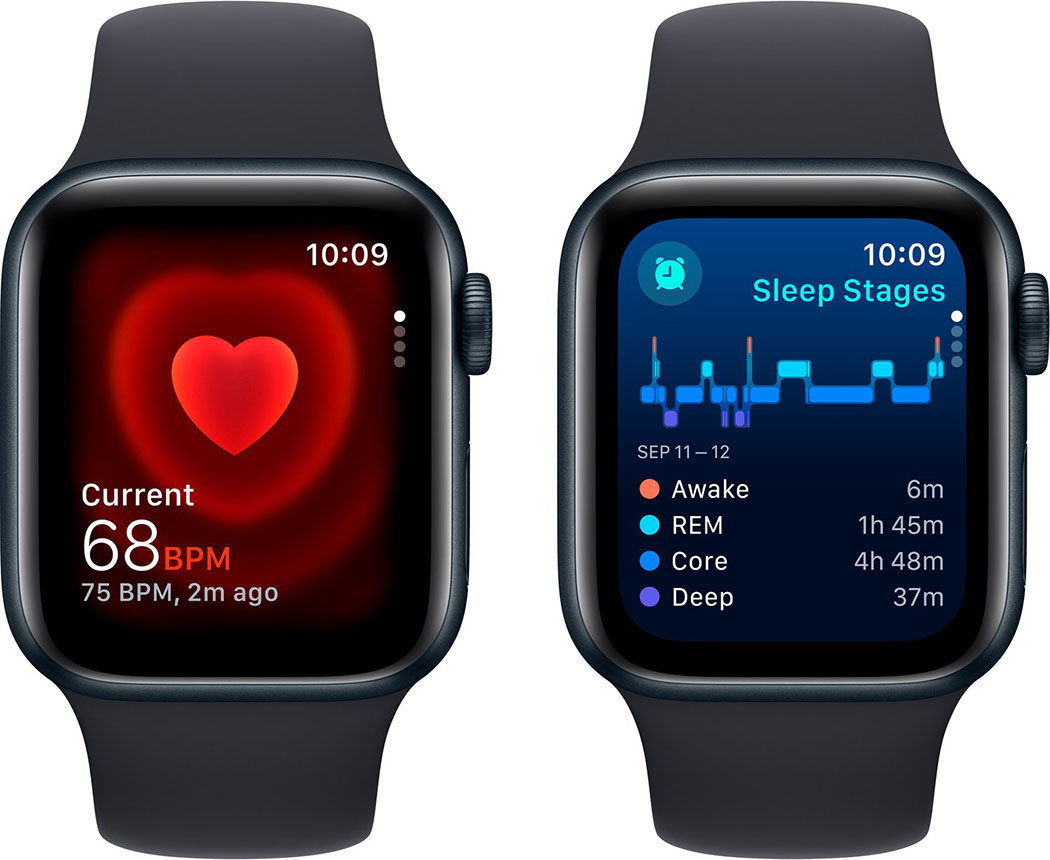 10:09
Current
68BPM
75 BPM, 2m ago
10:09
Sleep Stages
SEP 11 – 12
Awake 6m
REM 1h 45m
Core 4h 48m
Deep 37m